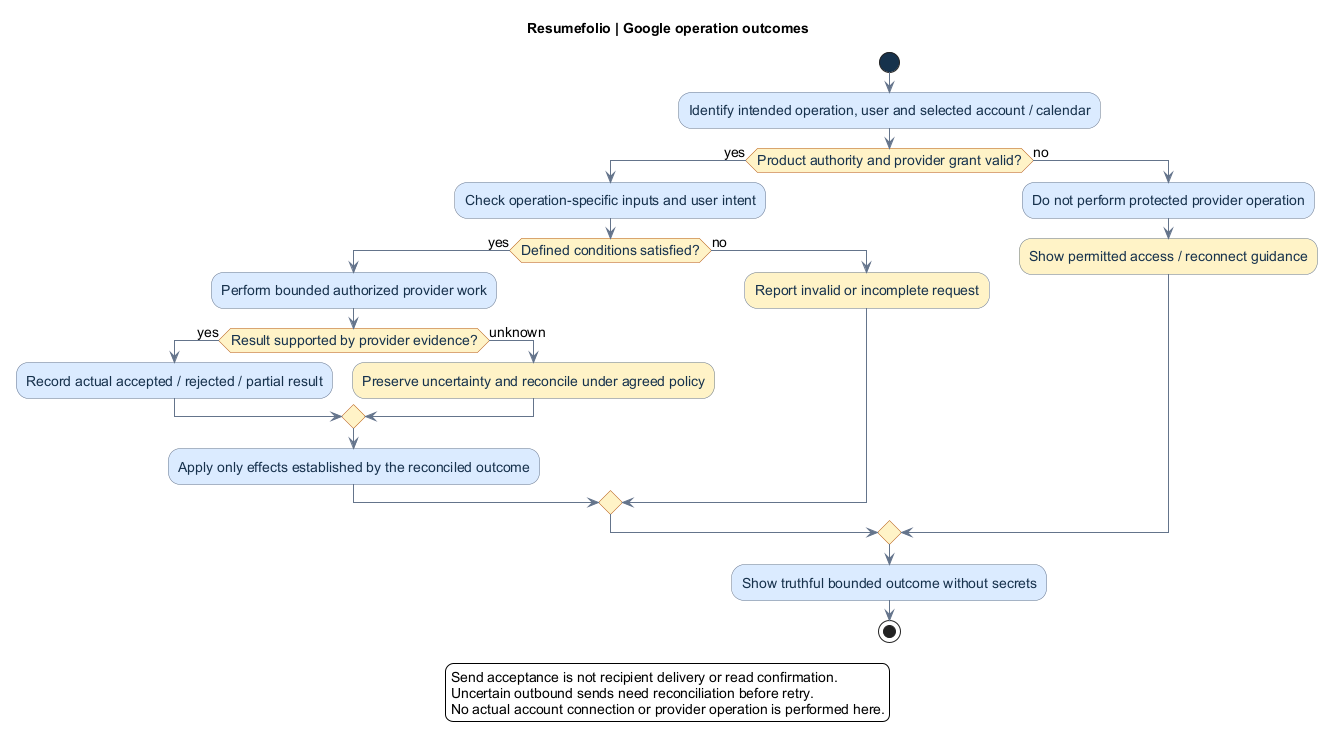 Resumefolio | Google operation outcomes
Identify intended operation, user and selected account / calendar
yes
Product authority and provider grant valid?
no
Check operation-specific inputs and user intent
Do not perform protected provider operation
yes
Defined conditions satisfied?
no
Show permitted access / reconnect guidance
Perform bounded authorized provider work
Report invalid or incomplete request
yes
Result supported by provider evidence?
unknown
Record actual accepted / rejected / partial result
Preserve uncertainty and reconcile under agreed policy
Apply only effects established by the reconciled outcome
Show truthful bounded outcome without secrets
Send acceptance is not recipient delivery or read confirmation.
Uncertain outbound sends need reconciliation before retry.
No actual account connection or provider operation is performed here.